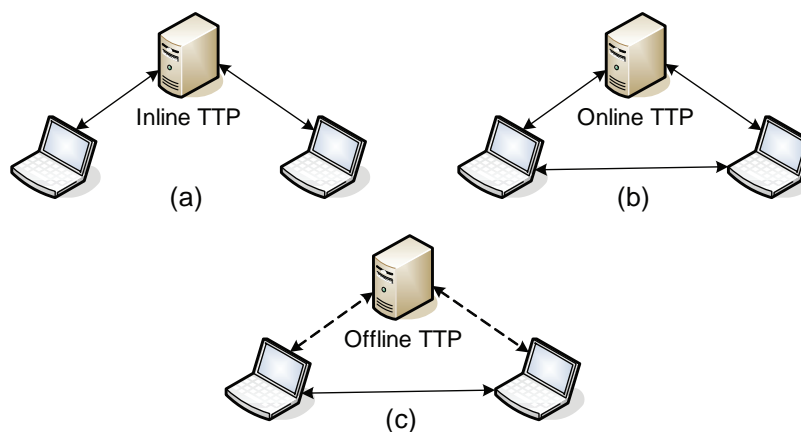 Inline TTP
(a)
Online TTP
(b)
Offline TTP
(c)